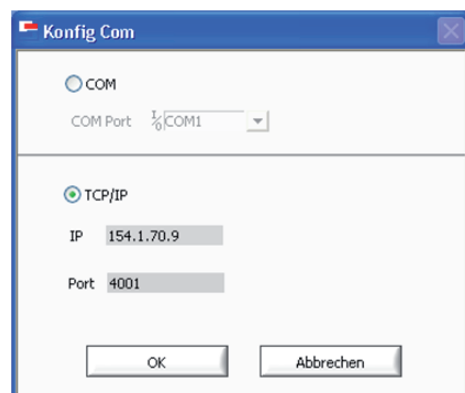 Konfig Com
COM
COM Port I/O COM1
TCP/IP
IP 154.1.70.9
Port 4001
OK Abbrechen